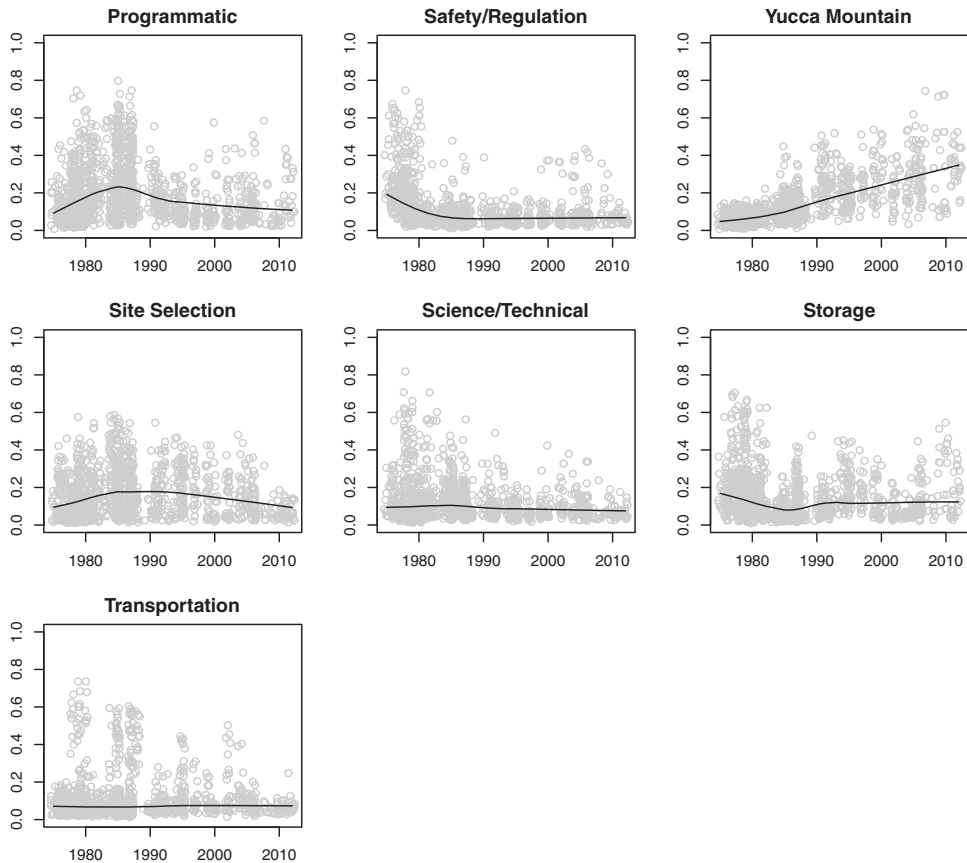 Programmatic
Safety/Regulation
Yucca Mountain
0.0 0.2 0.4 0.6 0.8 1.0
0.0 0.2 0.4 0.6 0.8 1.0
0.0 0.2 0.4 0.6 0.8 1.0
1980 1990 2000 2010
1980 1990 2000 2010
1980 1990 2000 2010
Site Selection
Science/Technical
Storage
0.0 0.2 0.4 0.6 0.8 1.0
0.0 0.2 0.4 0.6 0.8 1.0
0.0 0.2 0.4 0.6 0.8 1.0
1980 1990 2000 2010
1980 1990 2000 2010
1980 1990 2000 2010
Transportation
0.0 0.2 0.4 0.6 0.8 1.0
1980 1990 2000 2010